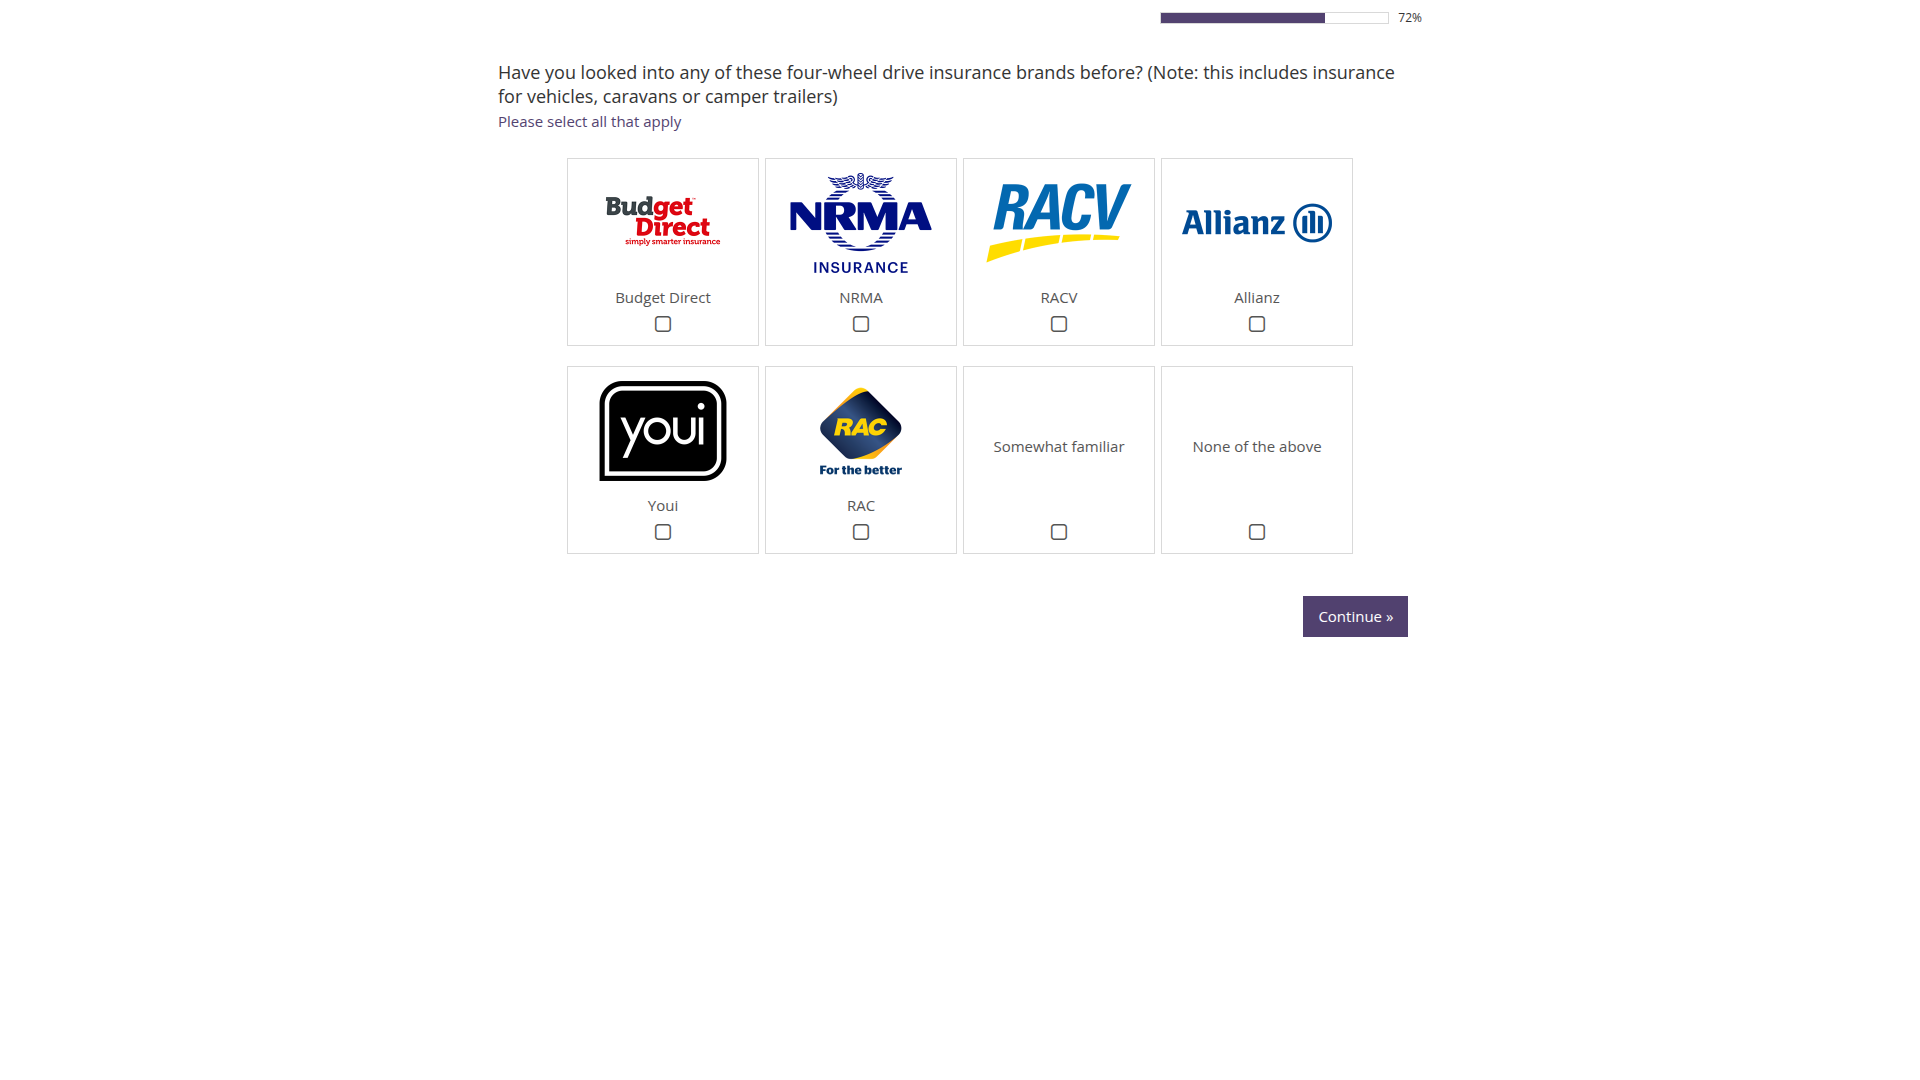 72%
Have you looked into any of these four-wheel drive insurance brands before? (Note: this includes insurance
for vehicles, caravans or camper trailers)
Please select all that apply
Budget
Direct
simply smarter insurance
Budget Direct
NRMA
INSURANCE
NRMA
RACV
RACV
Allianz
Allianz
youi
Youi
RAC
For the better
RAC
Somewhat familiar
None of the above
Continue »